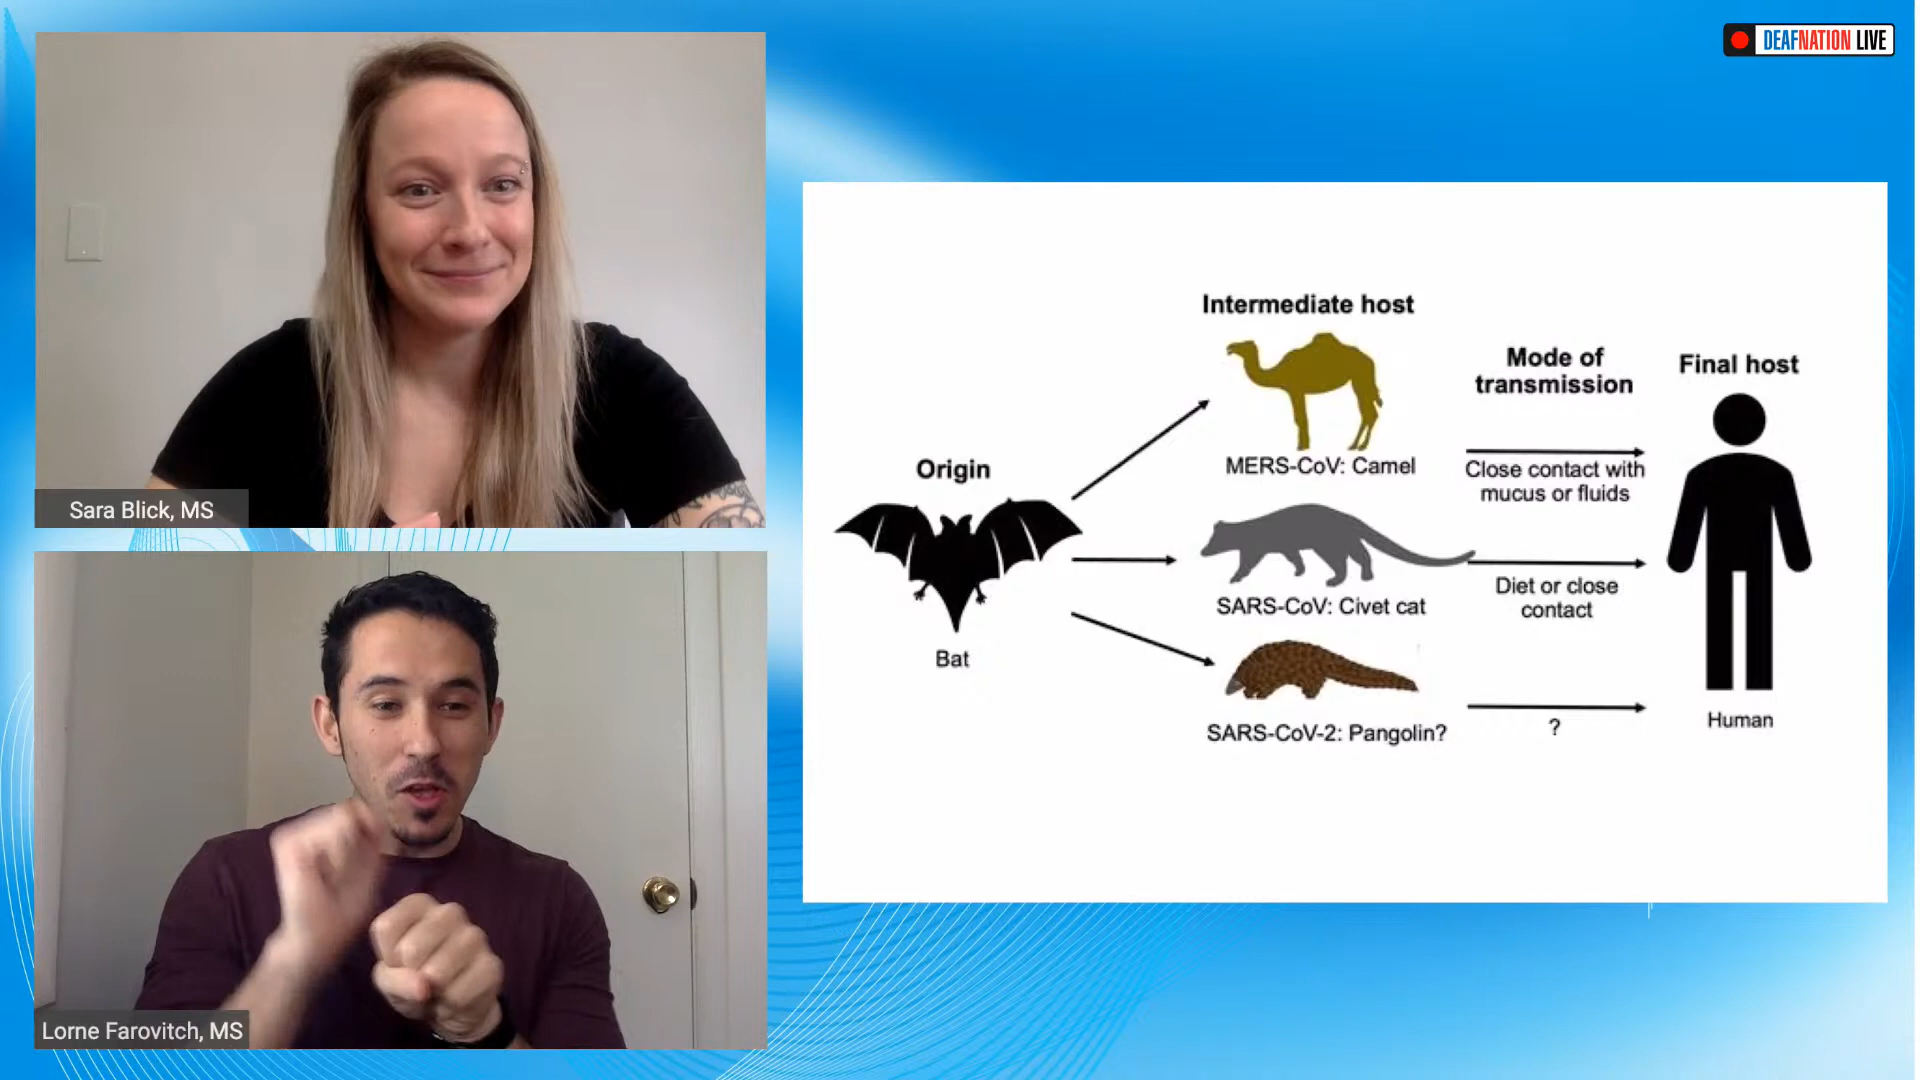 DEAFNATION LIVE
Sara Blick, MS
Lorne Farovitch, MS
Intermediate host
Mode of
transmission
Final host
Origin
MERS-CoV: Camel
Close contact with
mucus or fluids
SARS-CoV: Civet cat
Diet or close
contact
Bat
SARS-CoV-2: Pangolin?
?
Human